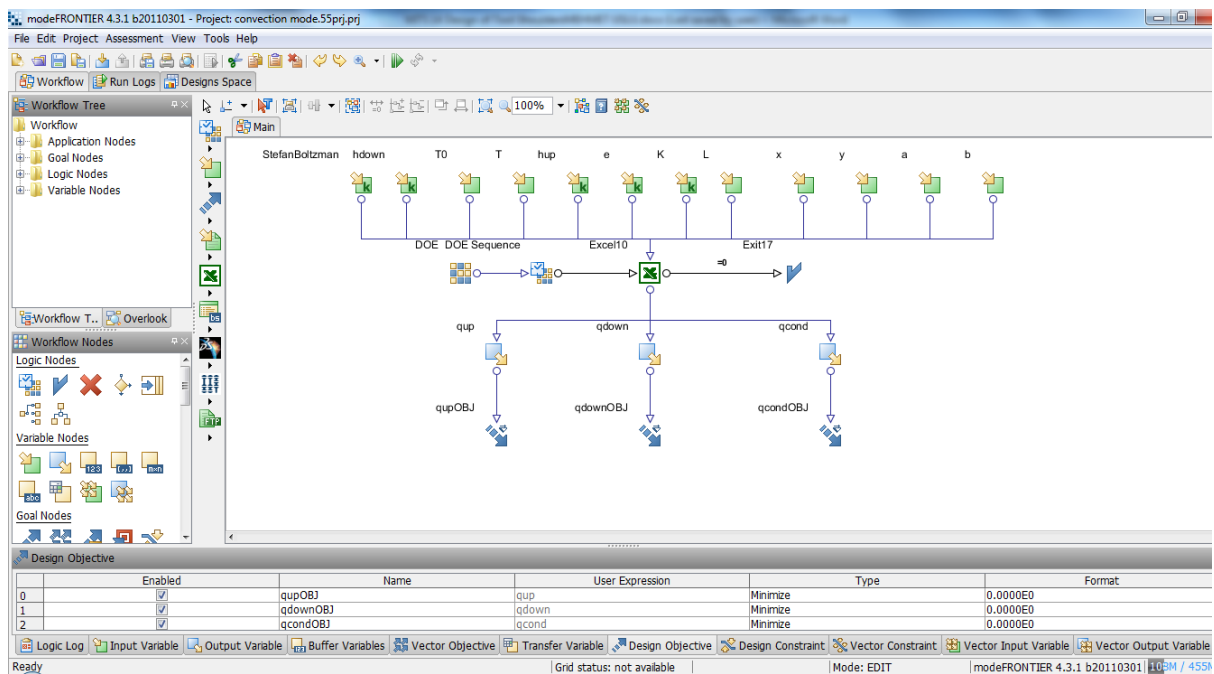 modeFRONTIER 4.3.1 b20110301 - Project: convection mode.55prj.prj
File Edit Project Assessment View Tools Help
Workflow Run Logs Designs Space
Workflow Tree
100%
Workflow
Application Nodes
Goal Nodes
Logic Nodes
Variable Nodes
Main
StefanBoltzman hdown T0 T hup e K L x y a b
k k k k k
DOE DOE Sequence Excel10 Exit17
=0
Workflow T.. Overlook
qup qdown qcond
Workflow Nodes
Logic Nodes
qupOBJ qdownOBJ qcondOBJ
FTP
Variable Nodes
123
abc
Goal Nodes
Design Objective
Enabled Name User Expression Type Format
0 qupOBJ qup Minimize 0.0000E0
1 qdownOBJ qdown Minimize 0.0000E0
2 qcondOBJ qcond Minimize 0.0000E0
Logic Log Input Variable Output Variable Buffer Variables Vector Objective Transfer Variable Design Objective Design Constraint Vector Constraint Vector Input Variable Vector Output Variable
Ready Grid status: not available Mode: EDIT modeFRONTIER 4.3.1 b20110301 / 455M